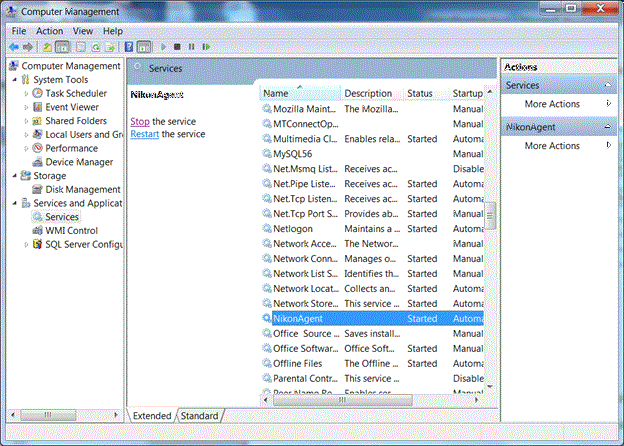 Computer Management
File Action View Help
Computer Management
System Tools
Task Scheduler
Event Viewer
Shared Folders
Local Users and Gro
Performance
Device Manager
Storage
Disk Management
Services and Applicat
Services
WMI Control
SQL Server Configu
Services
NikonAgent
Stop the service
Restart the service
Name Description Status Startup
Mozilla Maint... The Mozilla... Manual
MTConnectOp... Manual
Multimedia Cl... Enables rela... Started Automa
MySQL56 Manual
Net.Msmq List... Receives ac... Disable
Net.Pipe Liste... Receives ac... Started Automa
Net.Tcp Listen... Receives ac... Started Automa
Net.Tcp Port S... Provides ab... Started Manual
Netlogon Maintains a ... Started Automa
Network Acce... The Networ... Manual
Network Conn... Manages o... Started Manual
Network List S... Identifies th... Started Automa
Network Locat... Collects an... Started Automa
Network Store... This service ... Started Automa
NikonAgent Started Automa
Office Source ... Saves install... Manual
Office Softwar... Office Soft... Started Manual
Offline Files The Offline ... Started Automa
Parental Contr... This service ... Disable
Extended Standard
Actions
Services
More Actions
NikonAgent
More Actions